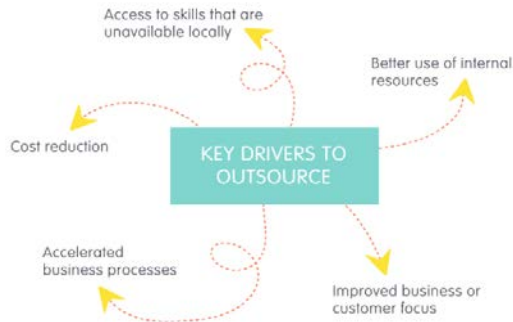 Access to skills that are
unavailable locally
Better use of internal
resources
Cost reduction
KEY DRIVERS TO
OUTSOURCE
Accelerated
business processes
Improved business or
customer focus